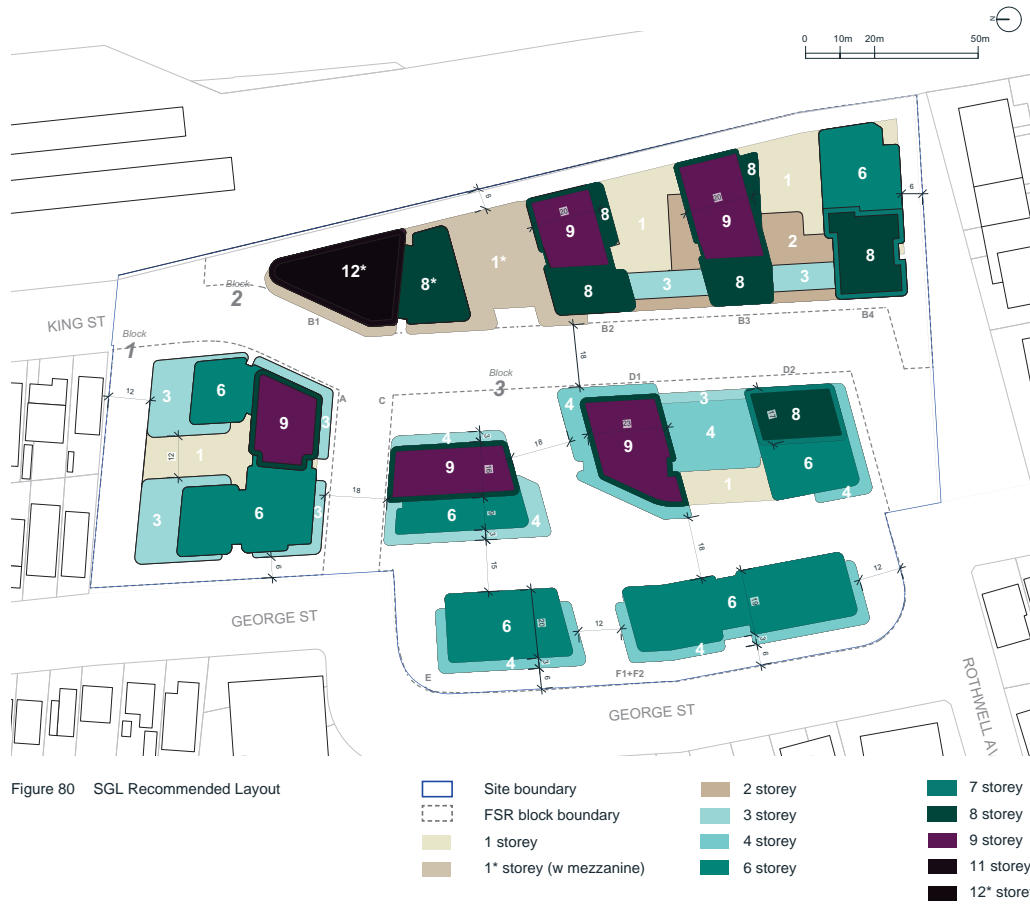 N
0 10m 20m 50m
KING ST
Block
1
Block
2
Block
3
6
12*
8*
1*
B1
9
8
8
1
3
B2
9
8
8
2
1
3
B3
6
8
6
B4
18
12
3
6
9
3
1
12
3
6
3
A
6
C
18
4
3
9
6
4
3
15
18
D1
4
9
3
4
1
D2
8
6
4
18
6
4
3
6
E
12
6
4
3
6
F1+F2
12
GEORGE ST
GEORGE ST
Figure 80 SGL Recommended Layout
Site boundary
FSR block boundary
1 storey
1* storey (w mezzanine)
2 storey
3 storey
4 storey
6 storey
7 storey
8 storey
9 storey
11 storey